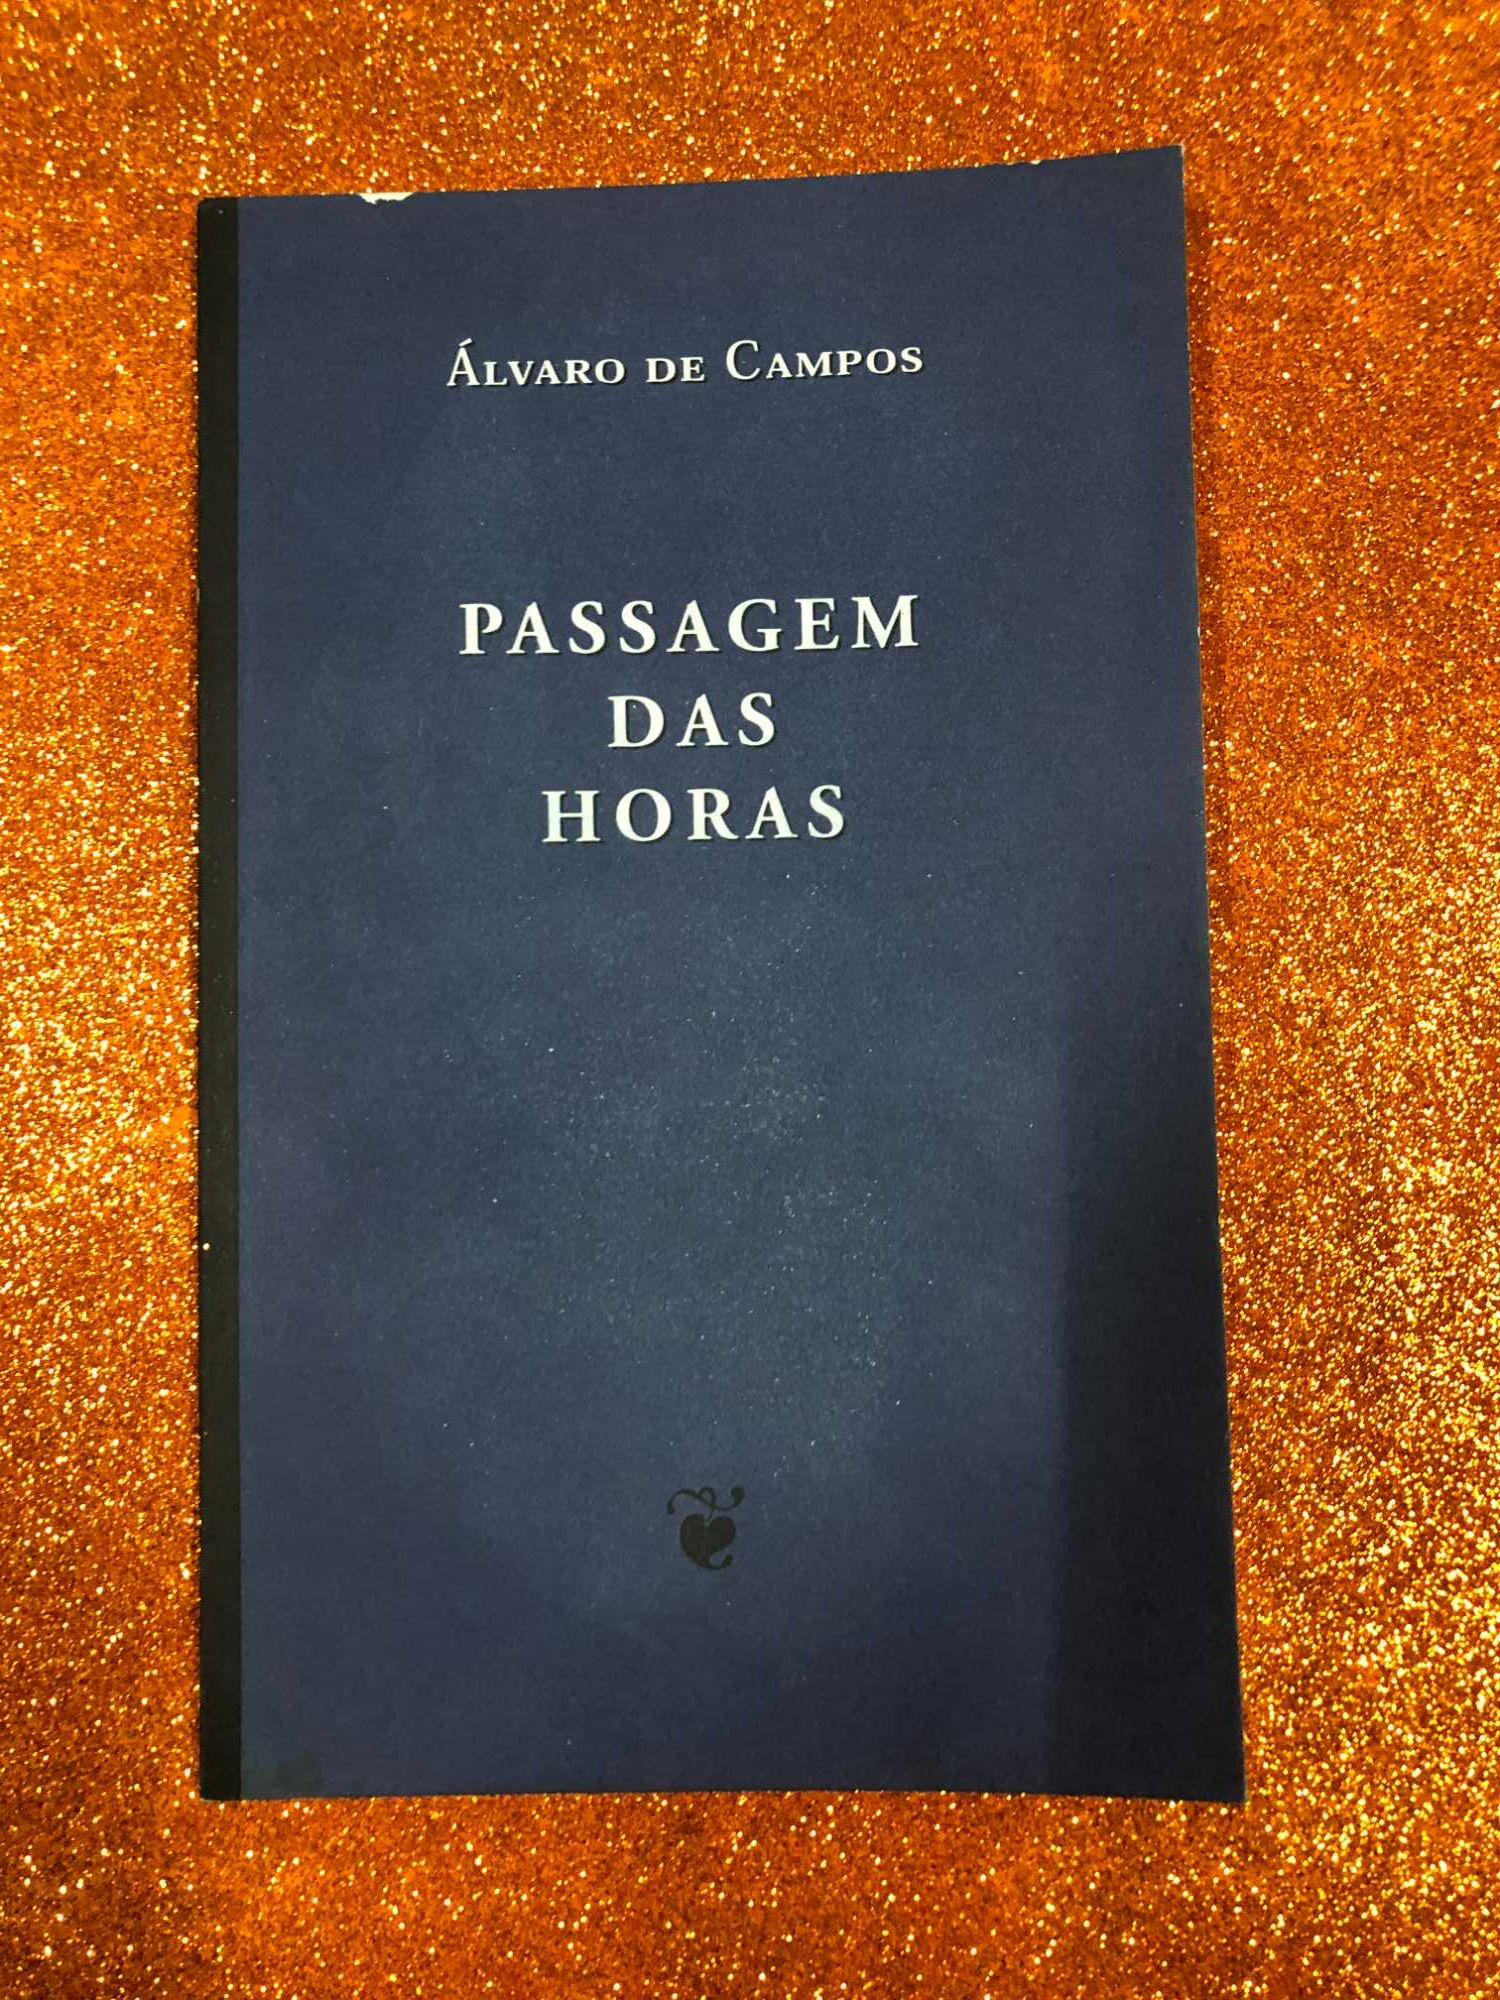 Álvaro de Campos
PASSAGEM
DAS
HORAS